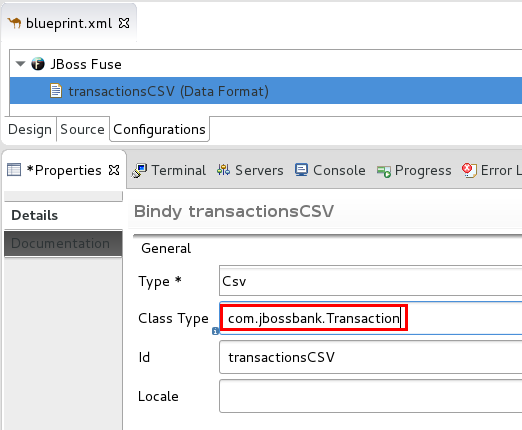 blueprint.xml
JBoss Fuse
transactionsCSV (Data Format)
Design Source Configurations
*Properties Terminal Servers Console Progress Error L
Details
Documentation
Bindy transactionsCSV
General
Type * Csv
Class Type com.jbossbank.Transaction
Id transactionsCSV
Locale